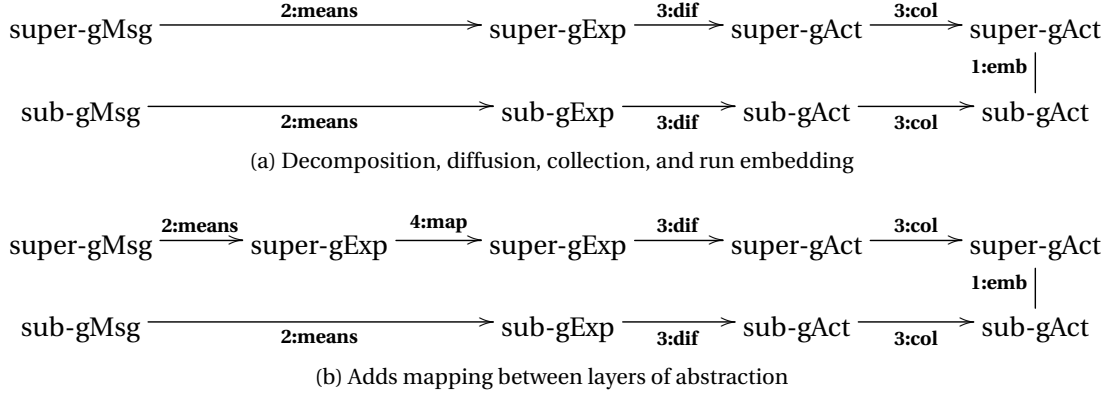 2:means 3:dif 3:col
super-gMsg super-gExp super-gAct super-gAct
1:emb
sub-gMsg sub-gExp sub-gAct sub-gAct
2:means 3:dif 3:col
(a) Decomposition, diffusion, collection, and run embedding
2:means 4:map 3:dif 3:col
super-gMsg super-gExp super-gExp super-gAct super-gAct
1:emb
sub-gMsg sub-gExp sub-gAct sub-gAct
2:means 3:dif 3:col
(b) Adds mapping between layers of abstraction